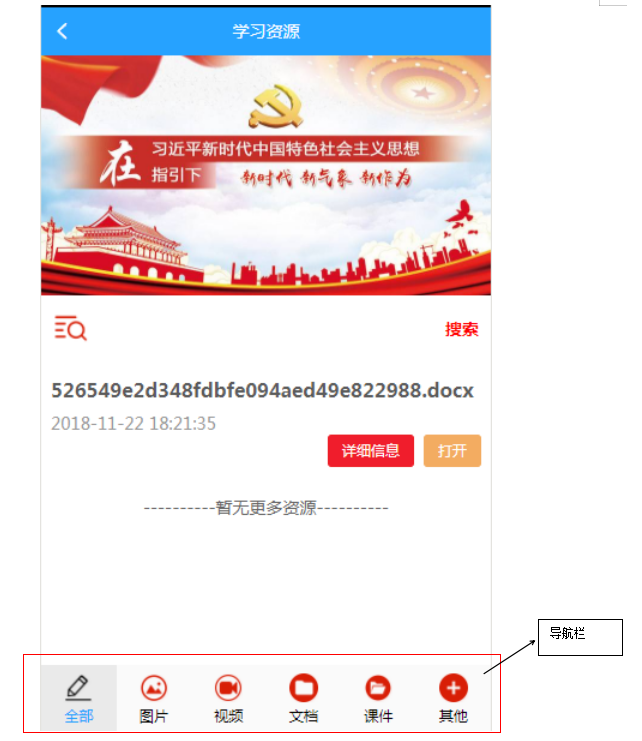 学习资源
在
习近平新时代中国特色社会主义思想
指引下
新时代 新气象 新作为
搜索
526549e2d348fdbfe094aed49e822988.docx
2018-11-22 18:21:35
详细信息 打开
----------暂无更多资源----------
导航栏
全部 图片 视频 文档 课件 其他